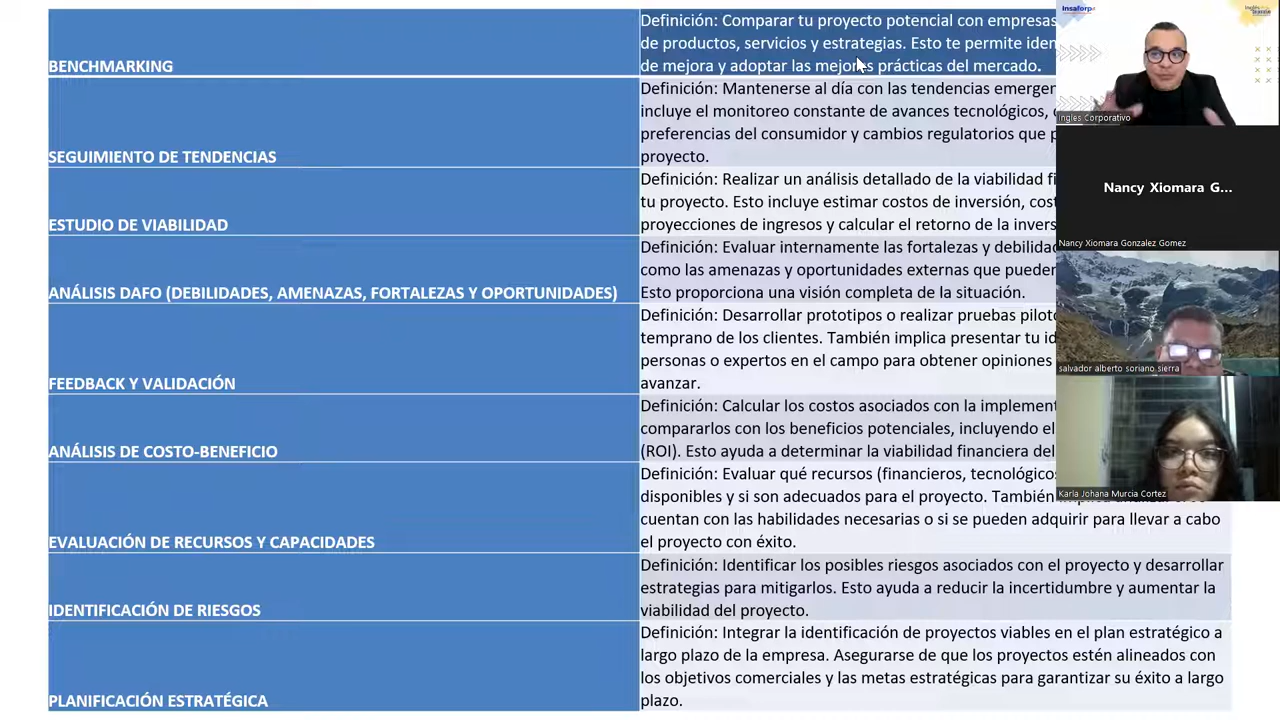 BENCHMARKING
Definición: Comparar tu proyecto potencial con empresas
de productos, servicios y estrategias. Esto te permite
de mejora y adoptar las mejores prácticas del mercado.
SEGUIMIENTO DE TENDENCIAS
Definición: Mantenerse al día con las tendencias
incluye el monitoreo constante de avances tecnológicos,
preferencias del consumidor y cambios regulatorios que
proyecto.
ESTUDIO DE VIABILIDAD
Definición: Realizar un análisis detallado de la viabilidad
tu proyecto. Esto incluye estimar costos de inversión,
proyecciones de ingresos y calcular el retorno de la
ANÁLISIS DAFO (DEBILIDADES, AMENAZAS, FORTALEZAS Y OPORTUNIDADES)
Definición: Evaluar internamente las fortalezas y
como las amenazas y oportunidades externas que
Esto proporciona una visión completa de la situación.
FEEDBACK Y VALIDACIÓN
Definición: Desarrollar prototipos o realizar pruebas
temprano de los clientes. También implica presentar tu
personas o expertos en el campo para obtener opiniones
avanzar.
ANÁLISIS DE COSTO-BENEFICIO
Definición: Calcular los costos asociados con la
compararlos con los beneficios potenciales, incluyendo el
(ROI). Esto ayuda a determinar la viabilidad financiera del
EVALUACIÓN DE RECURSOS Y CAPACIDADES
Definición: Evaluar qué recursos (financieros,
disponibles y si son adecuados para el proyecto. También
cuentan con las habilidades necesarias o si se pueden adquirir para llevar a cabo
el proyecto con éxito.
IDENTIFICACIÓN DE RIESGOS
Definición: Identificar los posibles riesgos asociados con el proyecto y desarrollar
estrategias para mitigarlos. Esto ayuda a reducir la incertidumbre y aumentar la
viabilidad del proyecto.
PLANIFICACIÓN ESTRATÉGICA
Definición: Integrar la identificación de proyectos viables en el plan estratégico a
largo plazo de la empresa. Asegurarse de que los proyectos estén alineados con
los objetivos comerciales y las metas estratégicas para garantizar su éxito a largo
plazo.
insaforp
Ingles Corporativo
Nancy Xiomara G...
Nancy Xiomara Gonzalez Gomez
salvador alberto soriano sierra
Karla Johana Murcia Cortez